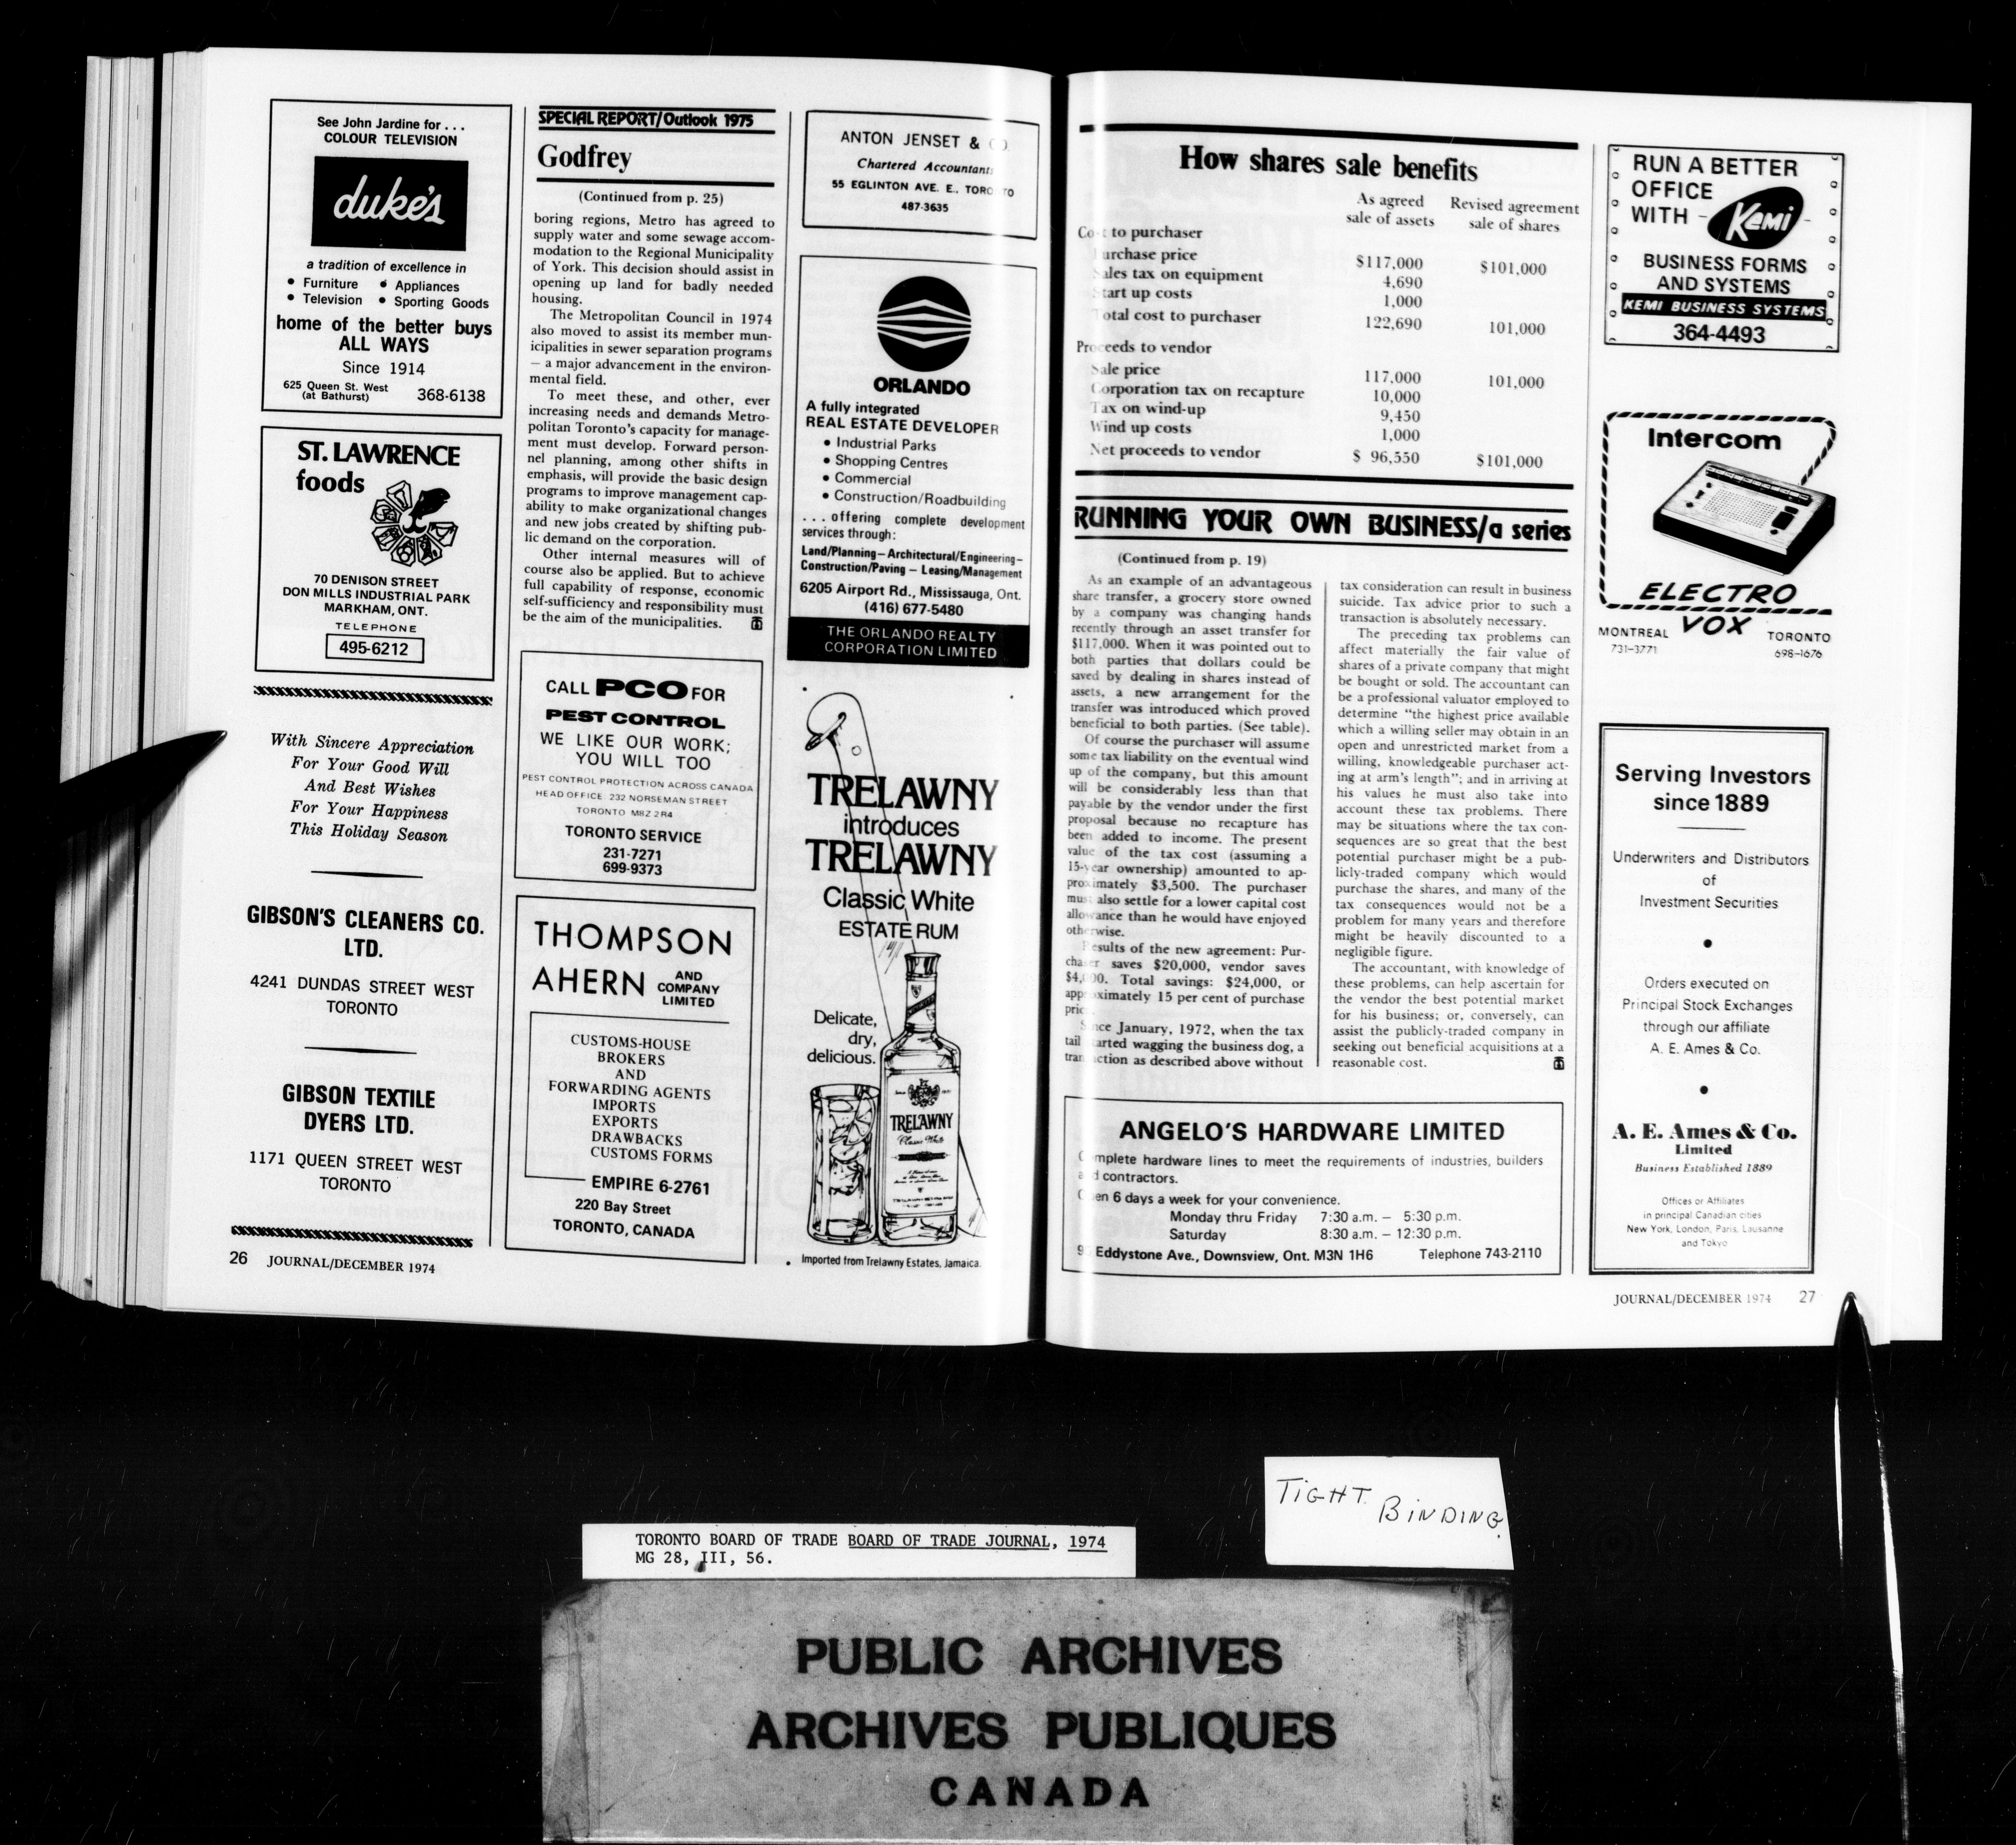 See John Jardine for . . .
COLOUR TELEVISION
duke's
a tradition of excellence in
• Furniture • Appliances
• Television • Sporting Goods
home of the better buys
ALL WAYS
Since 1914
625 Queen St. West
(at Bathurst) 368-6138
ST. LAWRENCE
foods
70 DENISON STREET
DON MILLS INDUSTRIAL PARK
MARKHAM, ONT.
TELEPHONE
495-6212
With Sincere Appreciation
For Your Good Will
And Best Wishes
For Your Happiness
This Holiday Season
GIBSON'S CLEANERS CO.
LTD.
4241 DUNDAS STREET WEST
TORONTO
GIBSON TEXTILE
DYERS LTD.
1171 QUEEN STREET WEST
TORONTO
26 JOURNAL/DECEMBER 1974
SPECIAL REPORT/Outlook 1975
Godfrey
(Continued from p. 25)
boring regions, Metro has agreed to
supply water and some sewage accom-
modation to the Regional Municipality
of York. This decision should assist in
opening up land for badly needed
housing.
The Metropolitan Council in 1974
also moved to assist its member mun-
icipalities in sewer separation programs
— a major advancement in the environ-
mental field.
To meet these, and other, ever
increasing needs and demands Metro-
politan Toronto's capacity for manage-
ment must develop. Forward person-
nel planning, among other shifts in
emphasis, will provide the basic design
programs to improve management cap-
ability to make organizational changes
and new jobs created by shifting pub-
lic demand on the corporation.
Other internal measures will of
course also be applied. But to achieve
full capability of response, economic
self-sufficiency and responsibility must
be the aim of the municipalities.
CALL PCO FOR
PEST CONTROL
WE LIKE OUR WORK;
YOU WILL TOO
PEST CONTROL PROTECTION ACROSS CANADA
HEAD OFFICE: 232 NORSEMAN STREET
TORONTO M8Z 2R4
TORONTO SERVICE
231-7271
699-9373
THOMPSON
AHERN AND
COMPANY
LIMITED
CUSTOMS-HOUSE
BROKERS
AND
FORWARDING AGENTS
IMPORTS
EXPORTS
DRAWBACKS
CUSTOMS FORMS
EMPIRE 6-2761
220 Bay Street
TORONTO, CANADA
ANTON JENSET & CO.
Chartered Accountants
55 EGLINTON AVE. E., TORONTO
487-3635
ORLANDO
A fully integrated
REAL ESTATE DEVELOPER
• Industrial Parks
• Shopping Centres
• Commercial
• Construction/Roadbuilding
. . . offering complete development
services through:
Land/Planning — Architectural/Engineering —
Construction/Paving — Leasing/Management
6205 Airport Rd., Mississauga, Ont.
(416) 677-5480
THE ORLANDO REALTY
CORPORATION LIMITED
TRELAWNY
introduces
TRELAWNY
Classic White
ESTATE RUM
Delicate,
dry,
delicious.
TRELAWNY
Classic White
Imported from Trelawny Estates, Jamaica.
How shares sale benefits
As agreed Revised agreement
sale of assets sale of shares
Cost to purchaser
Purchase price $117,000 $101,000
Sales tax on equipment 4,690
Start up costs 1,000
Total cost to purchaser 122,690 101,000
Proceeds to vendor
Sale price 117,000 101,000
Corporation tax on recapture 10,000
Tax on wind-up 9,450
Wind up costs 1,000
Net proceeds to vendor $ 96,550 $101,000
RUNNING YOUR OWN BUSINESS/a series
(Continued from p. 19)
As an example of an advantageous
share transfer, a grocery store owned
by a company was changing hands
recently through an asset transfer for
$117,000. When it was pointed out to
both parties that dollars could be
saved by dealing in shares instead of
assets, a new arrangement for the
transfer was introduced which proved
beneficial to both parties. (See table).
Of course the purchaser will assume
some tax liability on the eventual wind
up of the company, but this amount
will be considerably less than that
payable by the vendor under the first
proposal because no recapture has
been added to income. The present
value of the tax cost (assuming a
15-year ownership) amounted to ap-
proximately $3,500. The purchaser
must also settle for a lower capital cost
allowance than he would have enjoyed
otherwise.
Results of the new agreement: Pur-
chaser saves $20,000, vendor saves
$4,000. Total savings: $24,000, or
approximately 15 per cent of purchase
price.
Since January, 1972, when the tax
tail started wagging the business dog, a
transaction as described above without
tax consideration can result in business
suicide. Tax advice prior to such a
transaction is absolutely necessary.
The preceding tax problems can
affect materially the fair value of
shares of a private company that might
be bought or sold. The accountant can
be a professional valuator employed to
determine "the highest price available
which a willing seller may obtain in an
open and unrestricted market from a
willing, knowledgeable purchaser act-
ing at arm's length"; and in arriving at
his values he must also take into
account these tax problems. There
may be situations where the tax con-
sequences are so great that the best
potential purchaser might be a pub-
licly-traded company which would
purchase the shares, and many of the
tax consequences would not be a
problem for many years and therefore
might be heavily discounted to a
negligible figure.
The accountant, with knowledge of
these problems, can help ascertain for
the vendor the best potential market
for his business; or, conversely, can
assist the publicly-traded company in
seeking out beneficial acquisitions at a
reasonable cost.
ANGELO'S HARDWARE LIMITED
Complete hardware lines to meet the requirements of industries, builders
and contractors.
Open 6 days a week for your convenience.
Monday thru Friday 7:30 a.m. — 5:30 p.m.
Saturday 8:30 a.m. — 12:30 p.m.
Eddystone Ave., Downsview, Ont. M3N 1H6 Telephone 743-2110
RUN A BETTER
OFFICE
WITH – Kemi –
BUSINESS FORMS
AND SYSTEMS
KEMI BUSINESS SYSTEMS
364-4493
Intercom
ELECTRO
VOX
MONTREAL TORONTO
731-3771 698-1676
Serving Investors
since 1889
Underwriters and Distributors
of
Investment Securities
•
Orders executed on
Principal Stock Exchanges
through our affiliate
A. E. Ames & Co.
•
A. E. Ames & Co.
Limited
Business Established 1889
Offices or Affiliates
in principal Canadian cities
New York, London, Paris, Lausanne
and Tokyo
JOURNAL/DECEMBER 1974 27
TIGHT BINDING.
TORONTO BOARD OF TRADE BOARD OF TRADE JOURNAL, 1974
MG 28, III, 56.
PUBLIC ARCHIVES
ARCHIVES PUBLIQUES
CANADA